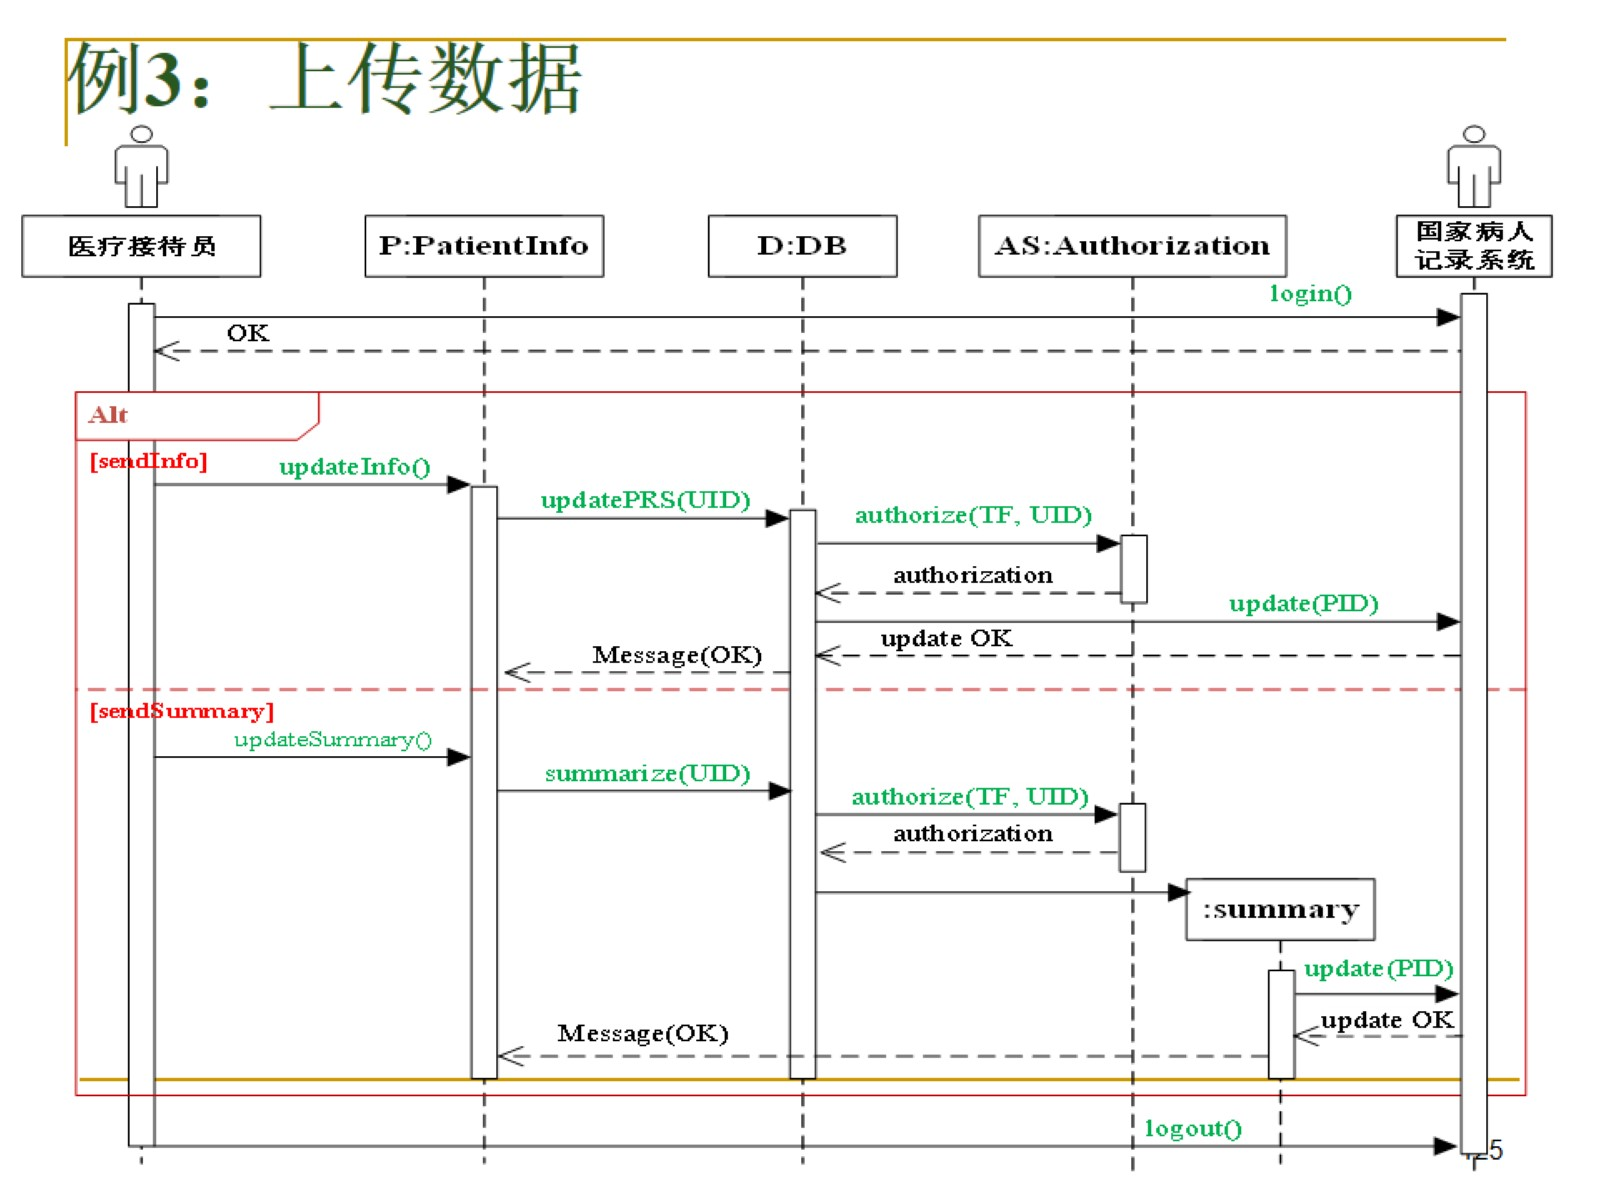 例3：上传数据
医疗接待员
P:PatientInfo
D:DB
AS:Authorization
国家病人
记录系统
login()
OK
Alt
[sendInfo]
updateInfo()
updatePRS(UID)
authorize(TF, UID)
authorization
update(PID)
update OK
Message(OK)
[sendSummary]
updateSummary()
summarize(UID)
authorize(TF, UID)
authorization
:summary
update(PID)
update OK
Message(OK)
logout()